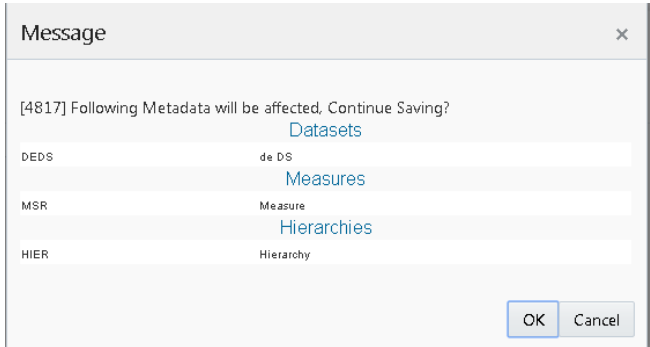 Message
×
[4817] Following Metadata will be affected, Continue Saving?
Datasets
DEDS de DS
Measures
MSR Measure
Hierarchies
HIER Hierarchy
OK Cancel